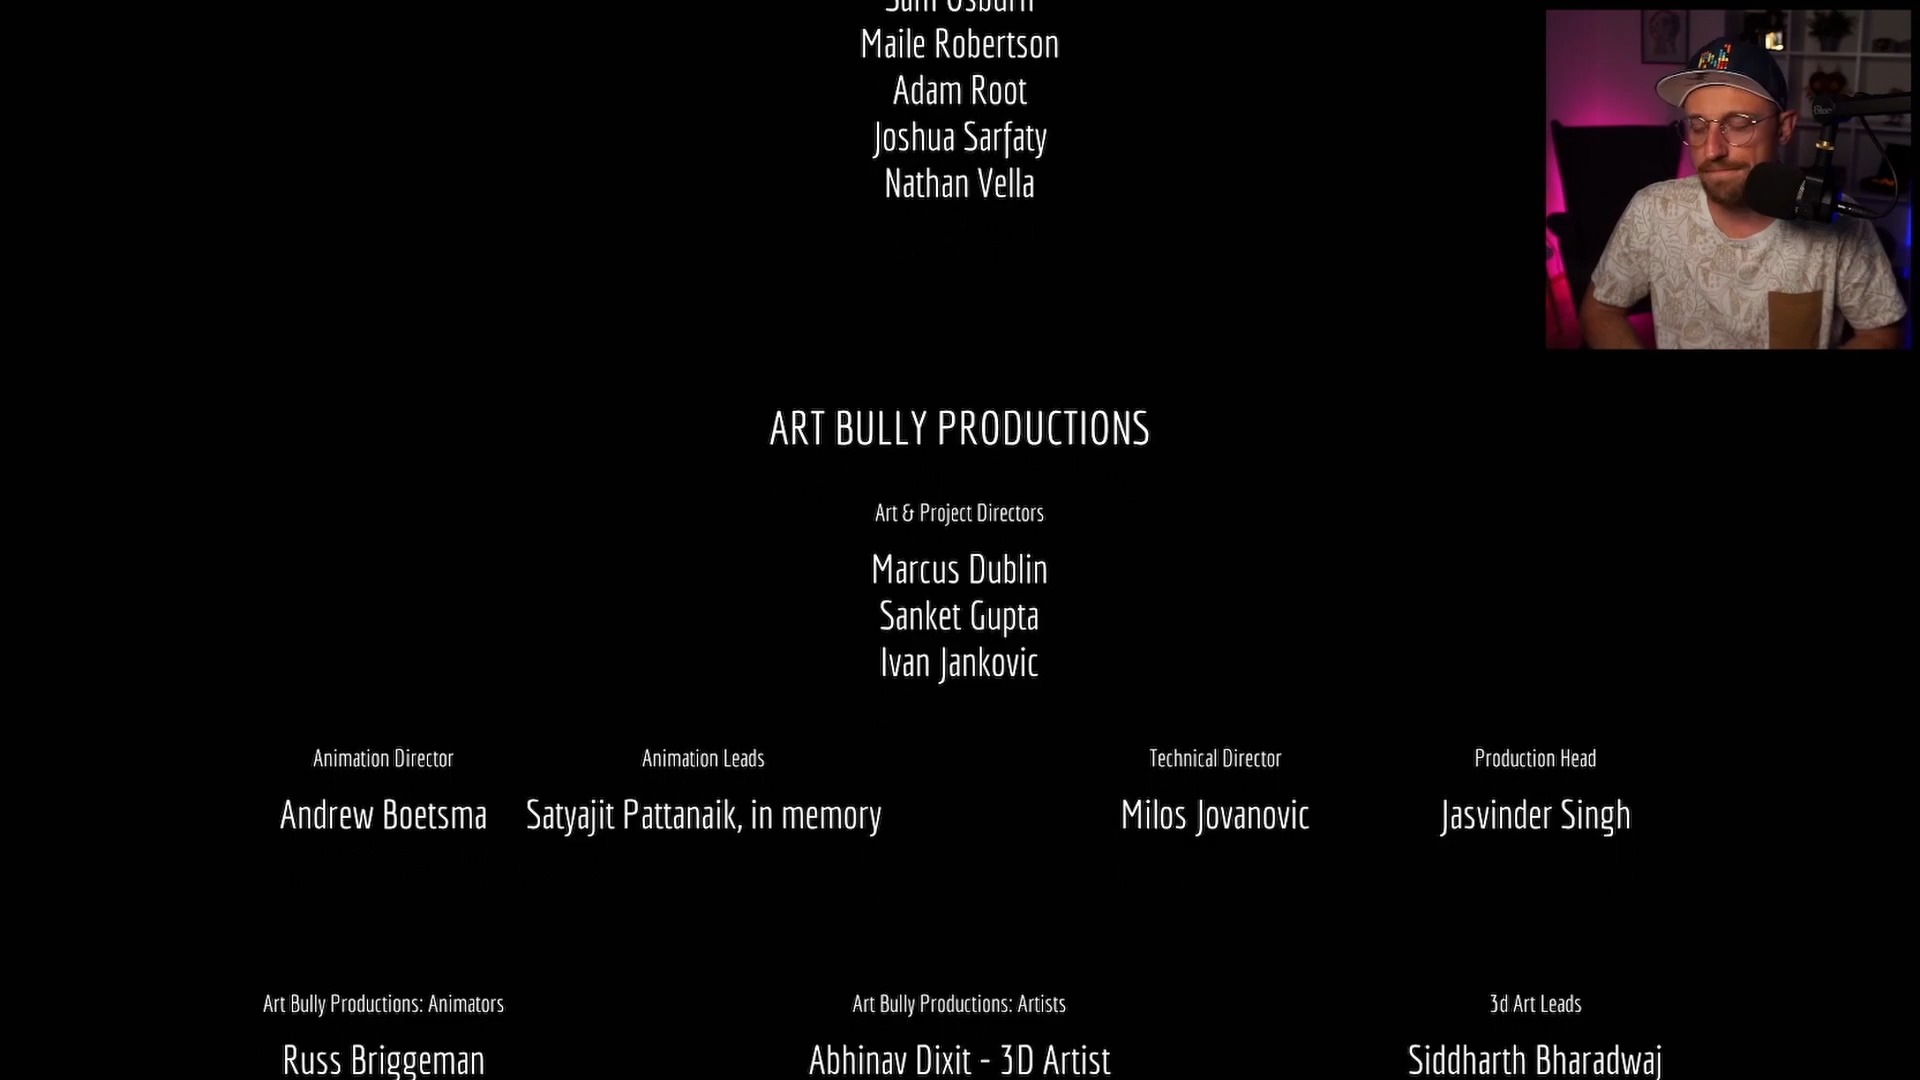 Maile Robertson
Adam Root
Joshua Sarfaty
Nathan Vella
ART BULLY PRODUCTIONS
Art & Project Directors
Marcus Dublin
Sanket Gupta
Ivan Jankovic
Animation Director
Andrew Boetsma
Animation Leads
Satyajit Pattanaik, in memory
Technical Director
Milos Jovanovic
Production Head
Jasvinder Singh
Art Bully Productions: Animators
Russ Briggeman
Art Bully Productions: Artists
Abhinav Dixit - 3D Artist
3d Art Leads
Siddharth Bharadwaj